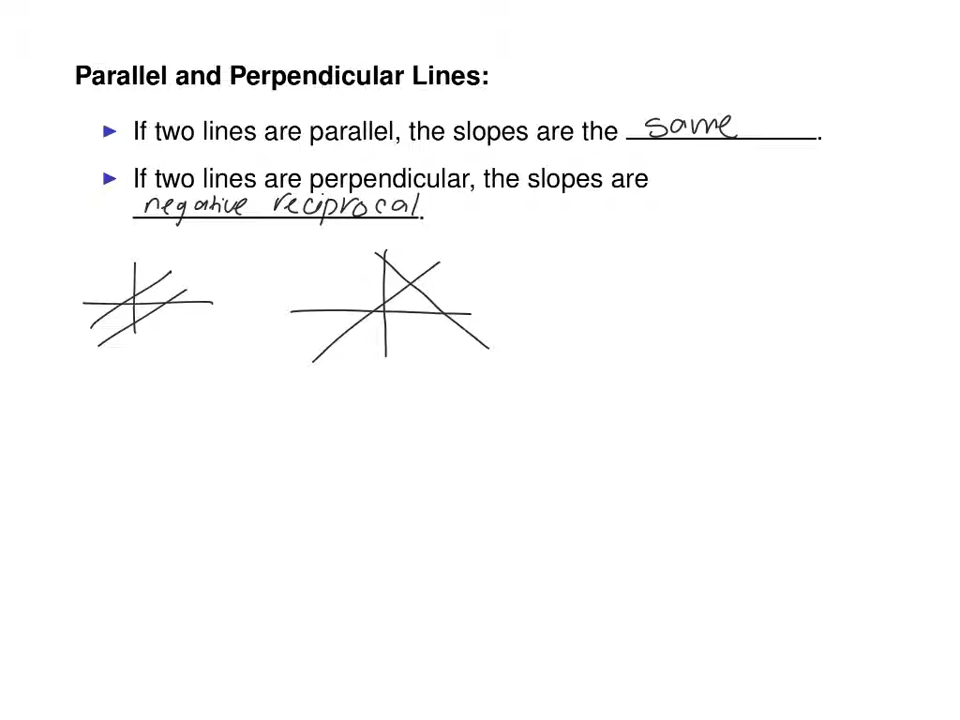 Parallel and Perpendicular Lines:
▶ If two lines are parallel, the slopes are the same.
▶ If two lines are perpendicular, the slopes are
negative reciprocal.